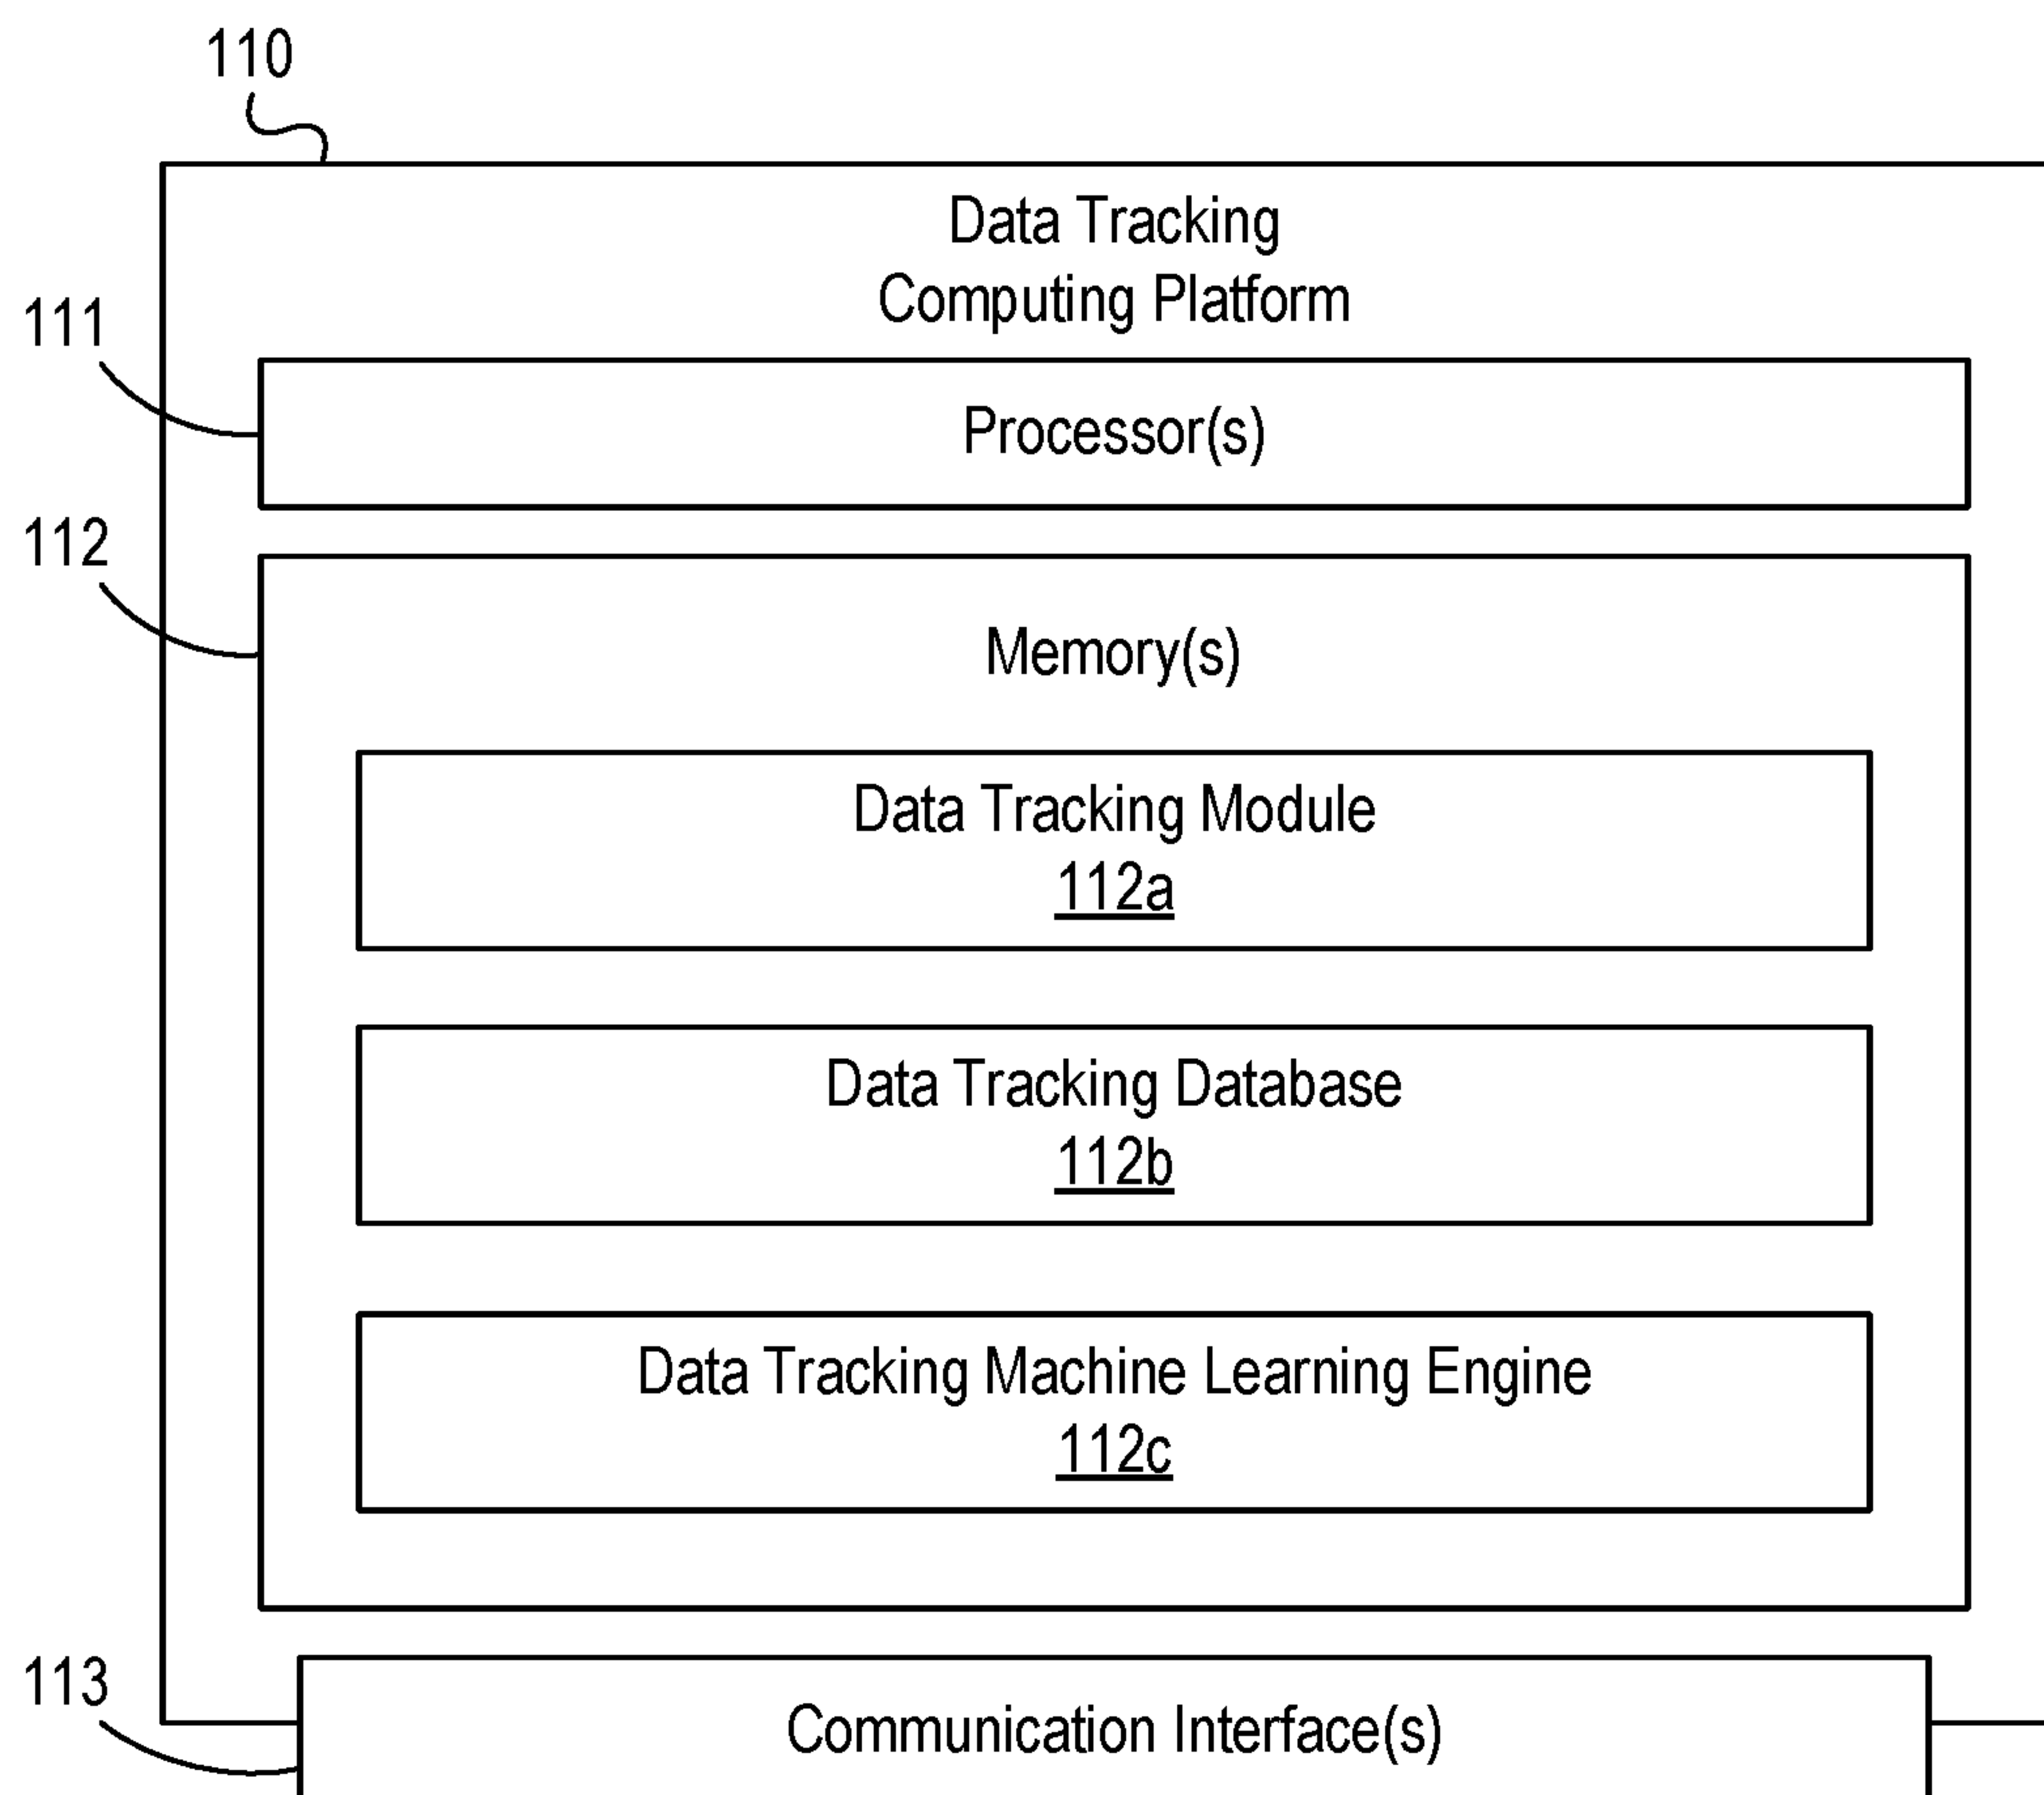 110
Data Tracking
Computing Platform
111
Processor(s)
112
Memory(s)
Data Tracking Module
112a
Data Tracking Database
112b
Data Tracking Machine Learning Engine
112c
113
Communication Interface(s)